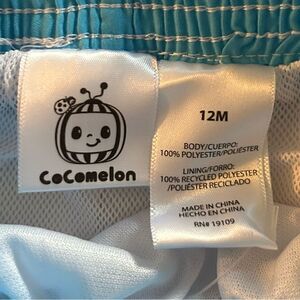 CoComelon
12M
BODY/CUERPO:
100% POLYESTER/POLIÉSTER
LINING/FORRO:
100% RECYCLED POLYESTER
/POLIÉSTER RECICLADO
MADE IN CHINA
HECHO EN CHINA
RN# 19109